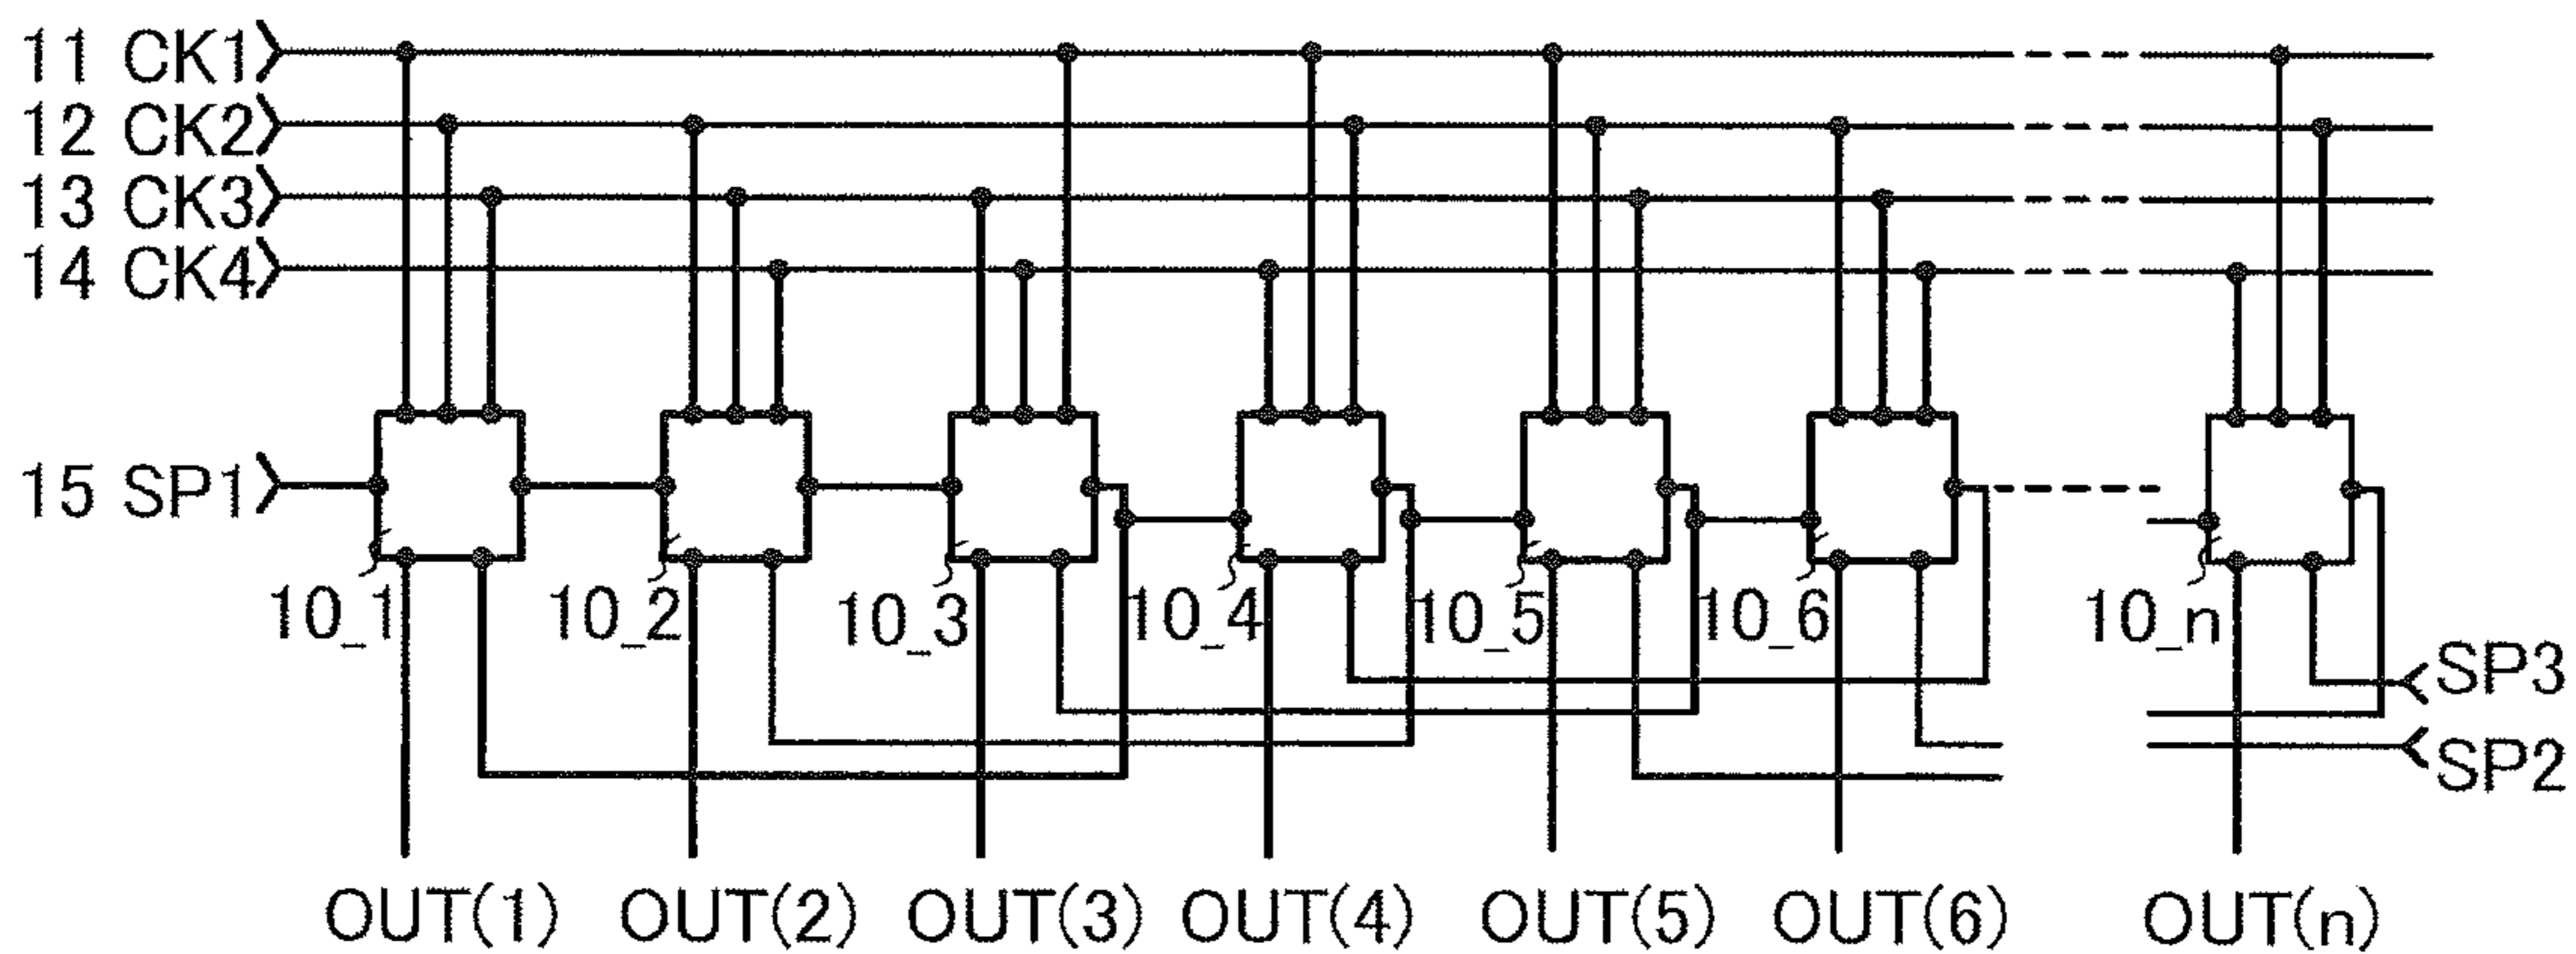 11 CK1
12 CK2
13 CK3
14 CK4
15 SP1
10_1 10_2 10_3 10_4 10_5 10_6 10_n
SP3
SP2
OUT(1) OUT(2) OUT(3) OUT(4) OUT(5) OUT(6) OUT(n)